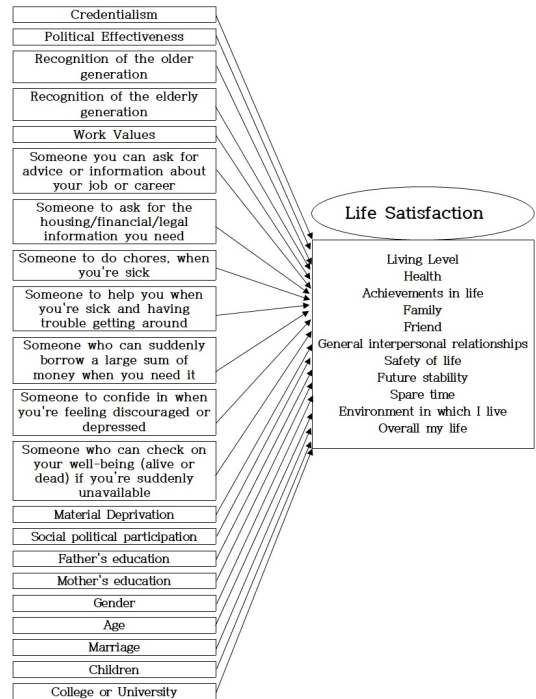 Credentialism
Political Effectiveness
Recognition of the older
generation
Recognition of the elderly
generation
Work Values
Someone you can ask for
advice or information about
your job or career
Someone to ask for the
housing/financial/legal
information you need
Someone to do chores, when
you're sick
Someone to help you when
you're sick and having
trouble getting around
Someone who can suddenly
borrow a large sum of
money when you need it
Someone to confide in when
you're feeling discouraged or
depressed
Someone who can check on
your well-being (alive or
dead) if you're suddenly
unavailable
Material Deprivation
Social political participation
Father's education
Mother's education
Gender
Age
Marriage
Children
College or University
Life Satisfaction
Living Level
Health
Achievements in life
Family
Friend
General interpersonal relationships
Safety of life
Future stability
Spare time
Environment in which I live
Overall my life